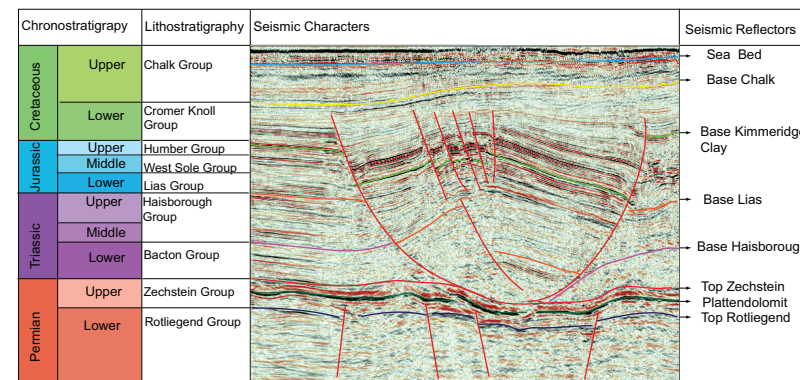 Chronostratigrapy
Lithostratigraphy
Seismic Characters
Seismic Reflectors
Cretaceous
Upper
Chalk Group
Lower
Cromer Knoll
Group
Jurassic
Upper
Humber Group
Middle
West Sole Group
Lower
Lias Group
Triassic
Upper
Haisborough
Group
Middle
Lower
Bacton Group
Permian
Upper
Zechstein Group
Lower
Rotliegend Group
Sea Bed
Base Chalk
Base Kimmeridge
Clay
Base Lias
Base Haisboroug
Top Zechstein
Plattendolomit
Top Rotliegend